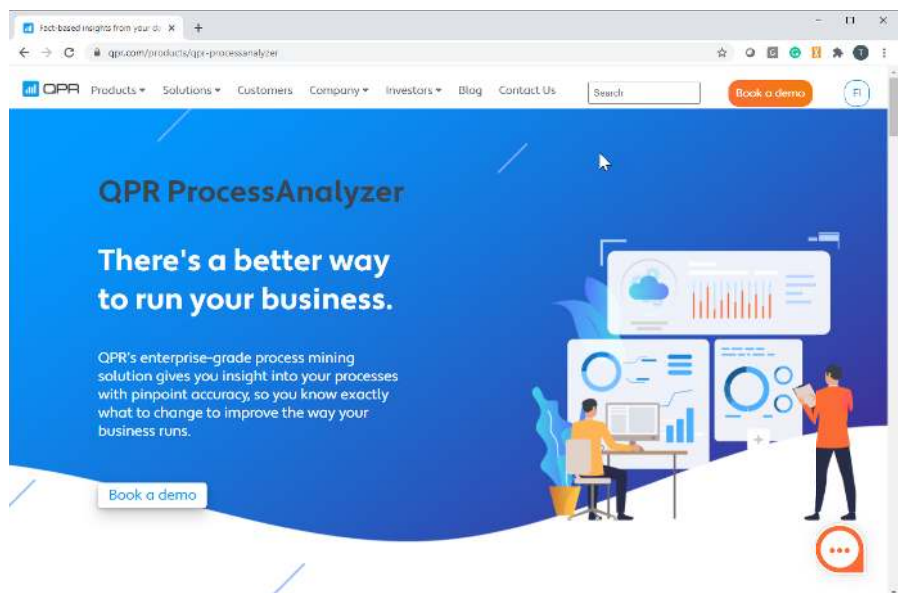 Fact-based insights from your da
qpr.com/products/qpr-processanalyzer
QPR Products Solutions Customers Company Investors Blog Contact Us Search Book a demo FI
QPR ProcessAnalyzer
There's a better way
to run your business.
QPR's enterprise-grade process mining
solution gives you insight into your processes
with pinpoint accuracy, so you know exactly
what to change to improve the way your
business runs.
Book a demo